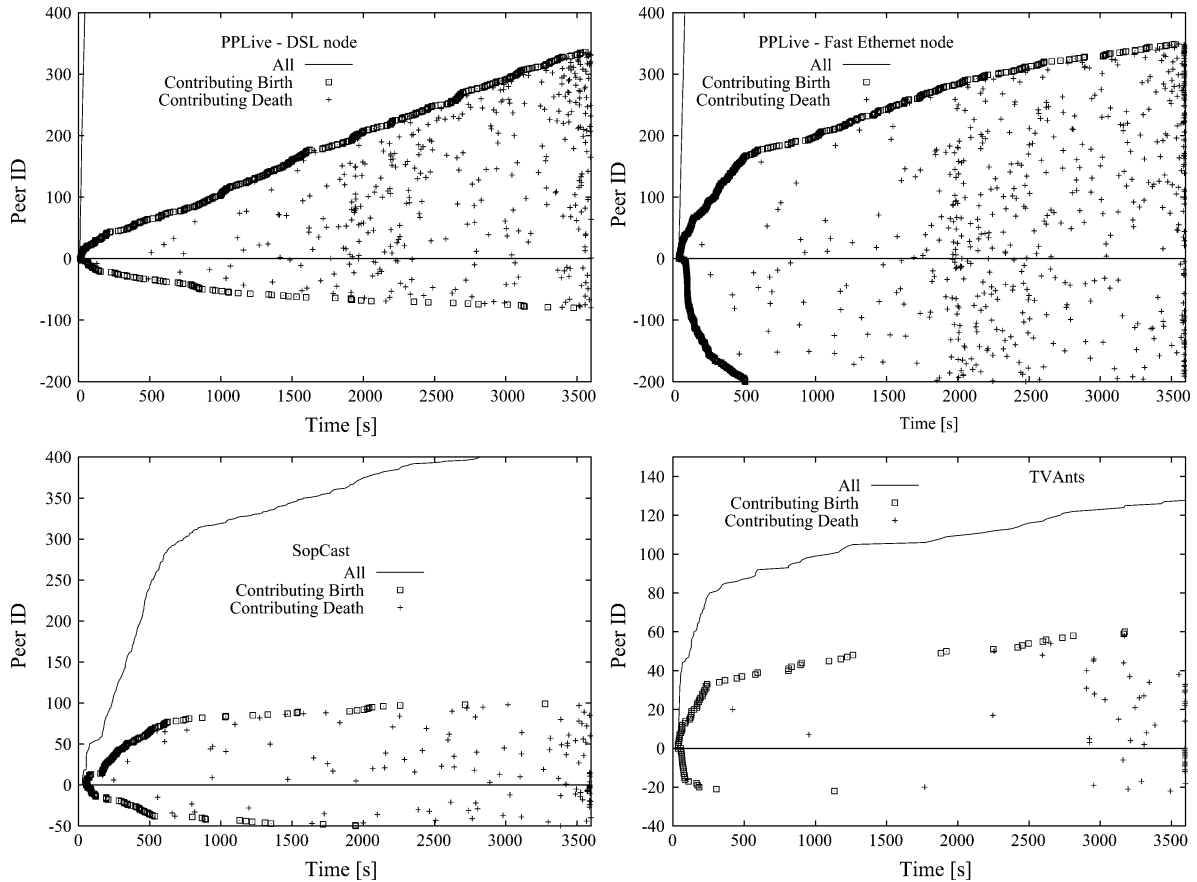 PPLive - DSL node
All
Contributing Birth
Contributing Death
400
300
200
100
0
-100
-200
Peer ID
0 500 1000 1500 2000 2500 3000 3500
Time [s]
PPLive - Fast Ethernet node
All
Contributing Birth
Contributing Death
400
300
200
100
0
-100
-200
Peer ID
0 500 1000 1500 2000 2500 3000 3500
Time [s]
SopCast
All
Contributing Birth
Contributing Death
400
350
300
250
200
150
100
50
0
-50
Peer ID
0 500 1000 1500 2000 2500 3000 3500
Time [s]
TVAnts
All
Contributing Birth
Contributing Death
140
120
100
80
60
40
20
0
-20
-40
Peer ID
0 500 1000 1500 2000 2500 3000 3500
Time [s]